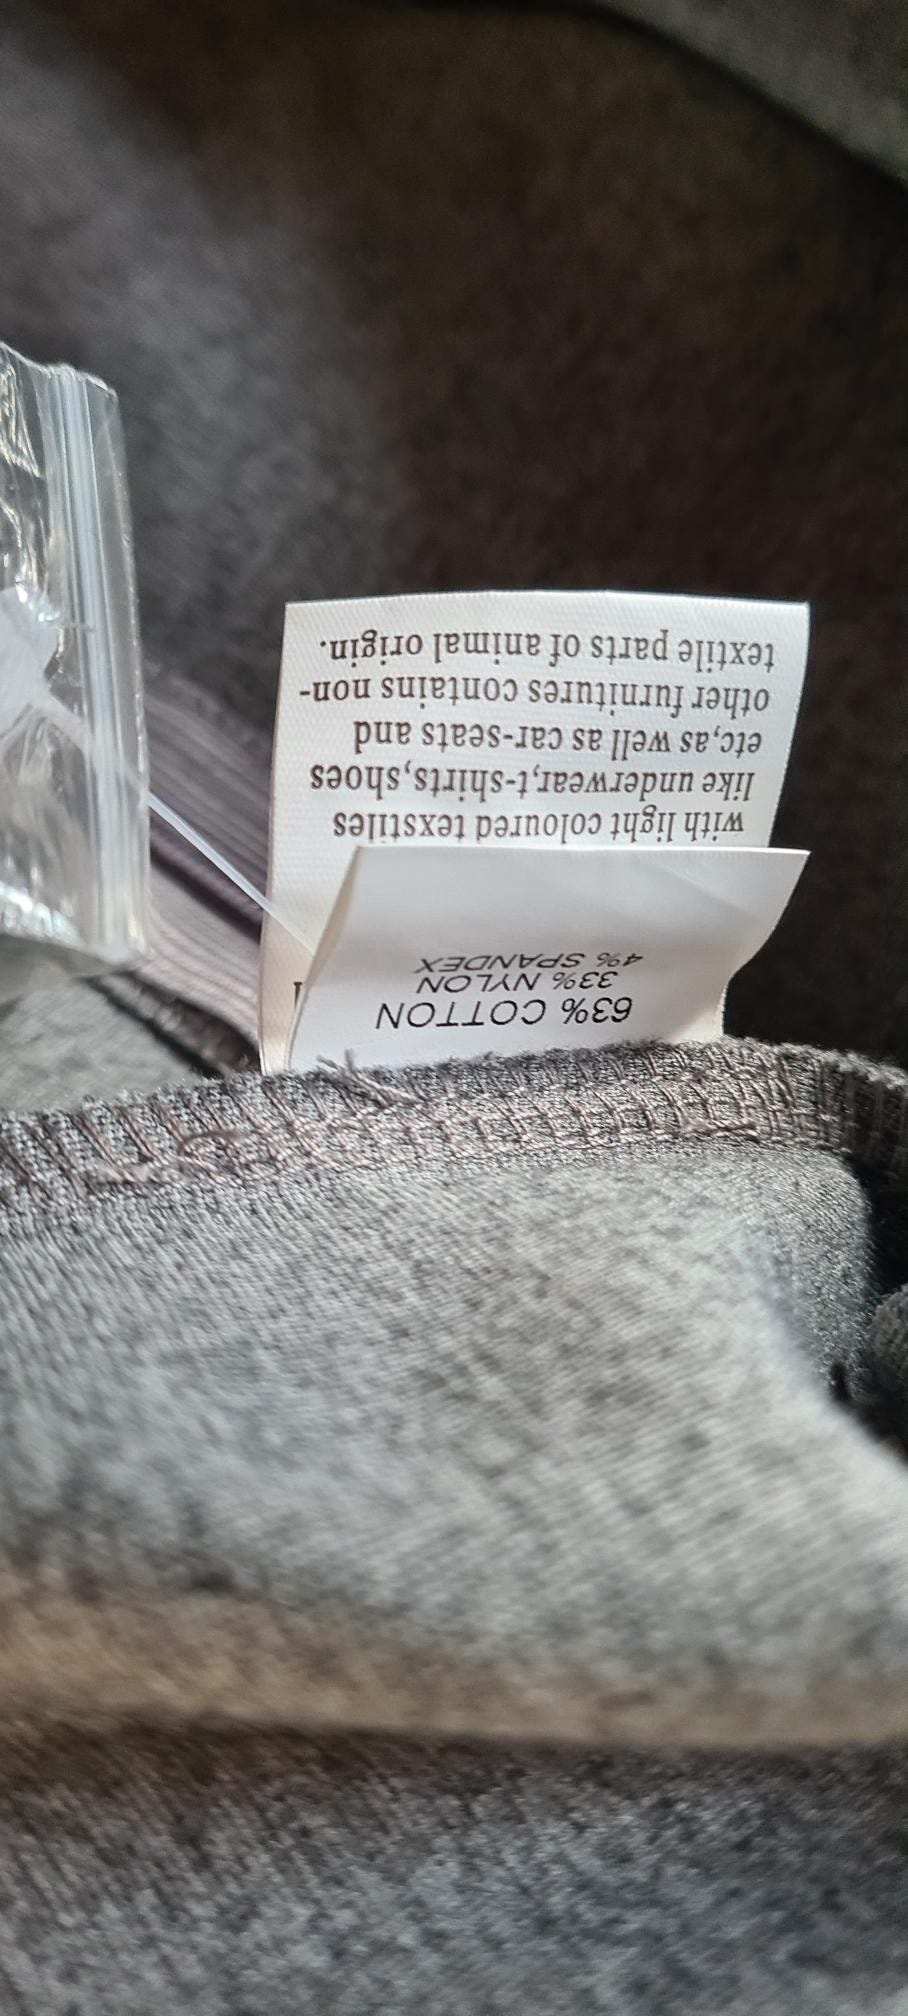 63% COTTON
33% NYLON
4% SPANDEX
with light coloured texstiles
like underwear,t-shirts,shoes
etc,as well as car-seats and
other furnitures contains non-
textile parts of animal origin.